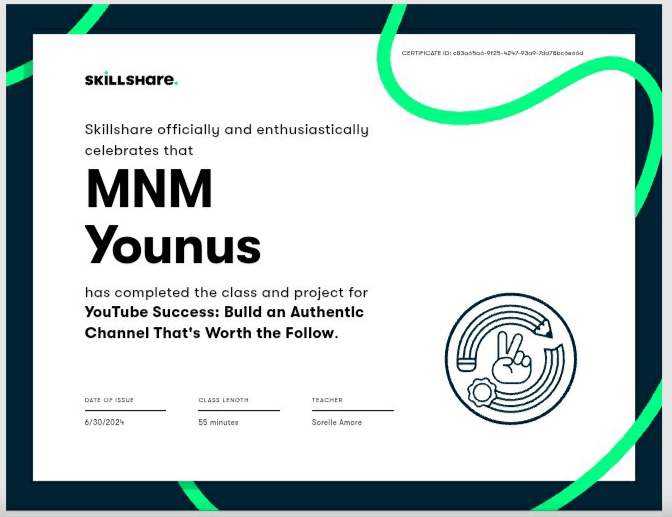 CERTIFICATE ID: c83a65a6-9f25-4247-93a9-7dd78bc6e66d
SKILLSHARE.
Skillshare officially and enthusiastically
celebrates that
MNM
Younus
has completed the class and project for
YouTube Success: Build an Authentic
Channel That's Worth the Follow.
DATE OF ISSUE
CLASS LENGTH
TEACHER
6/30/2024
55 minutes
Sorelle Amore